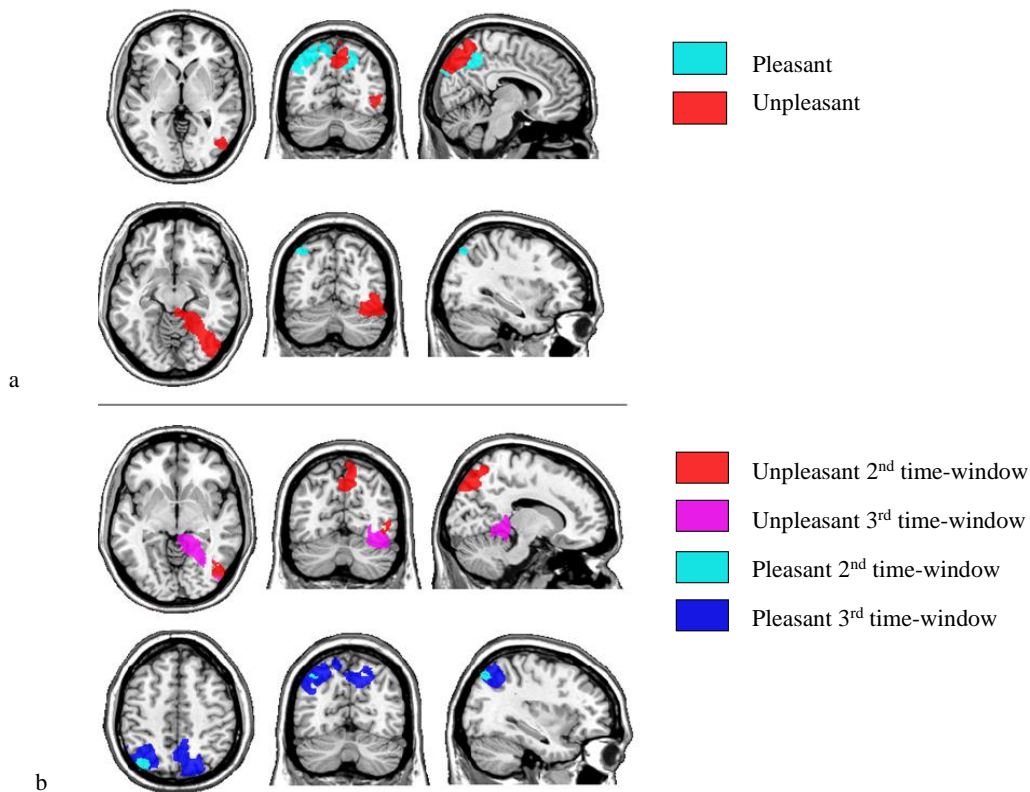 Pleasant
Unpleasant
a
Unpleasant 2nd time-window
Unpleasant 3rd time-window
Pleasant 2nd time-window
Pleasant 3rd time-window
b